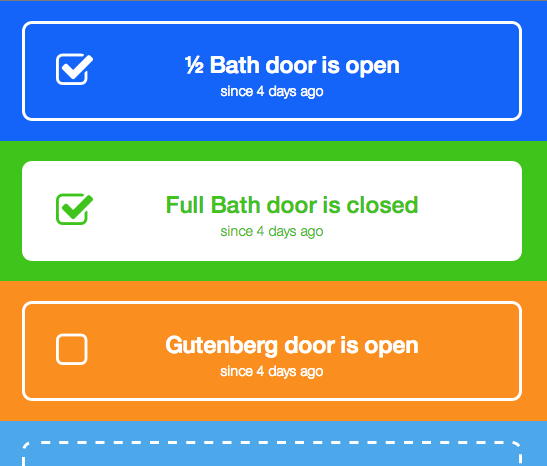 ½ Bath door is open
since 4 days ago
Full Bath door is closed
since 4 days ago
Gutenberg door is open
since 4 days ago